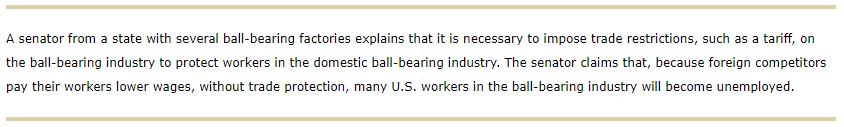 A senator from a state with several ball-bearing factories explains that it is necessary to impose trade restrictions, such as a tariff, on
the ball-bearing industry to protect workers in the domestic ball-bearing industry. The senator claims that, because foreign competitors
pay their workers lower wages, without trade protection, many U.S. workers in the ball-bearing industry will become unemployed.